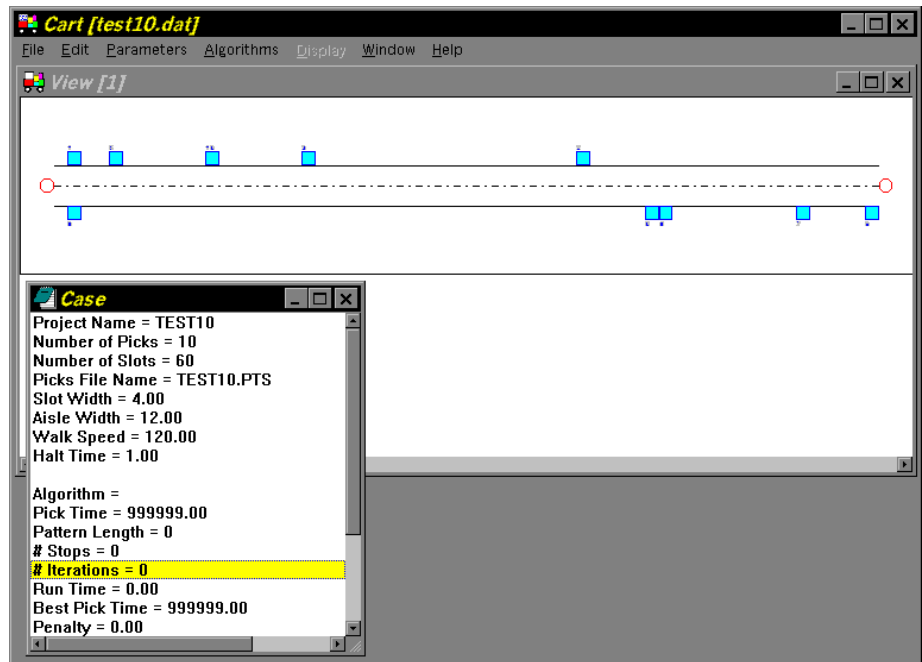 Cart [test10.dat]
File Edit Parameters Algorithms Display Window Help
View [1]
Case
Project Name = TEST10
Number of Picks = 10
Number of Slots = 60
Picks File Name = TEST10.PTS
Slot Width = 4.00
Aisle Width = 12.00
Walk Speed = 120.00
Halt Time = 1.00
Algorithm =
Pick Time = 999999.00
Pattern Length = 0
# Stops = 0
# Iterations = 0
Run Time = 0.00
Best Pick Time = 999999.00
Penalty = 0.00